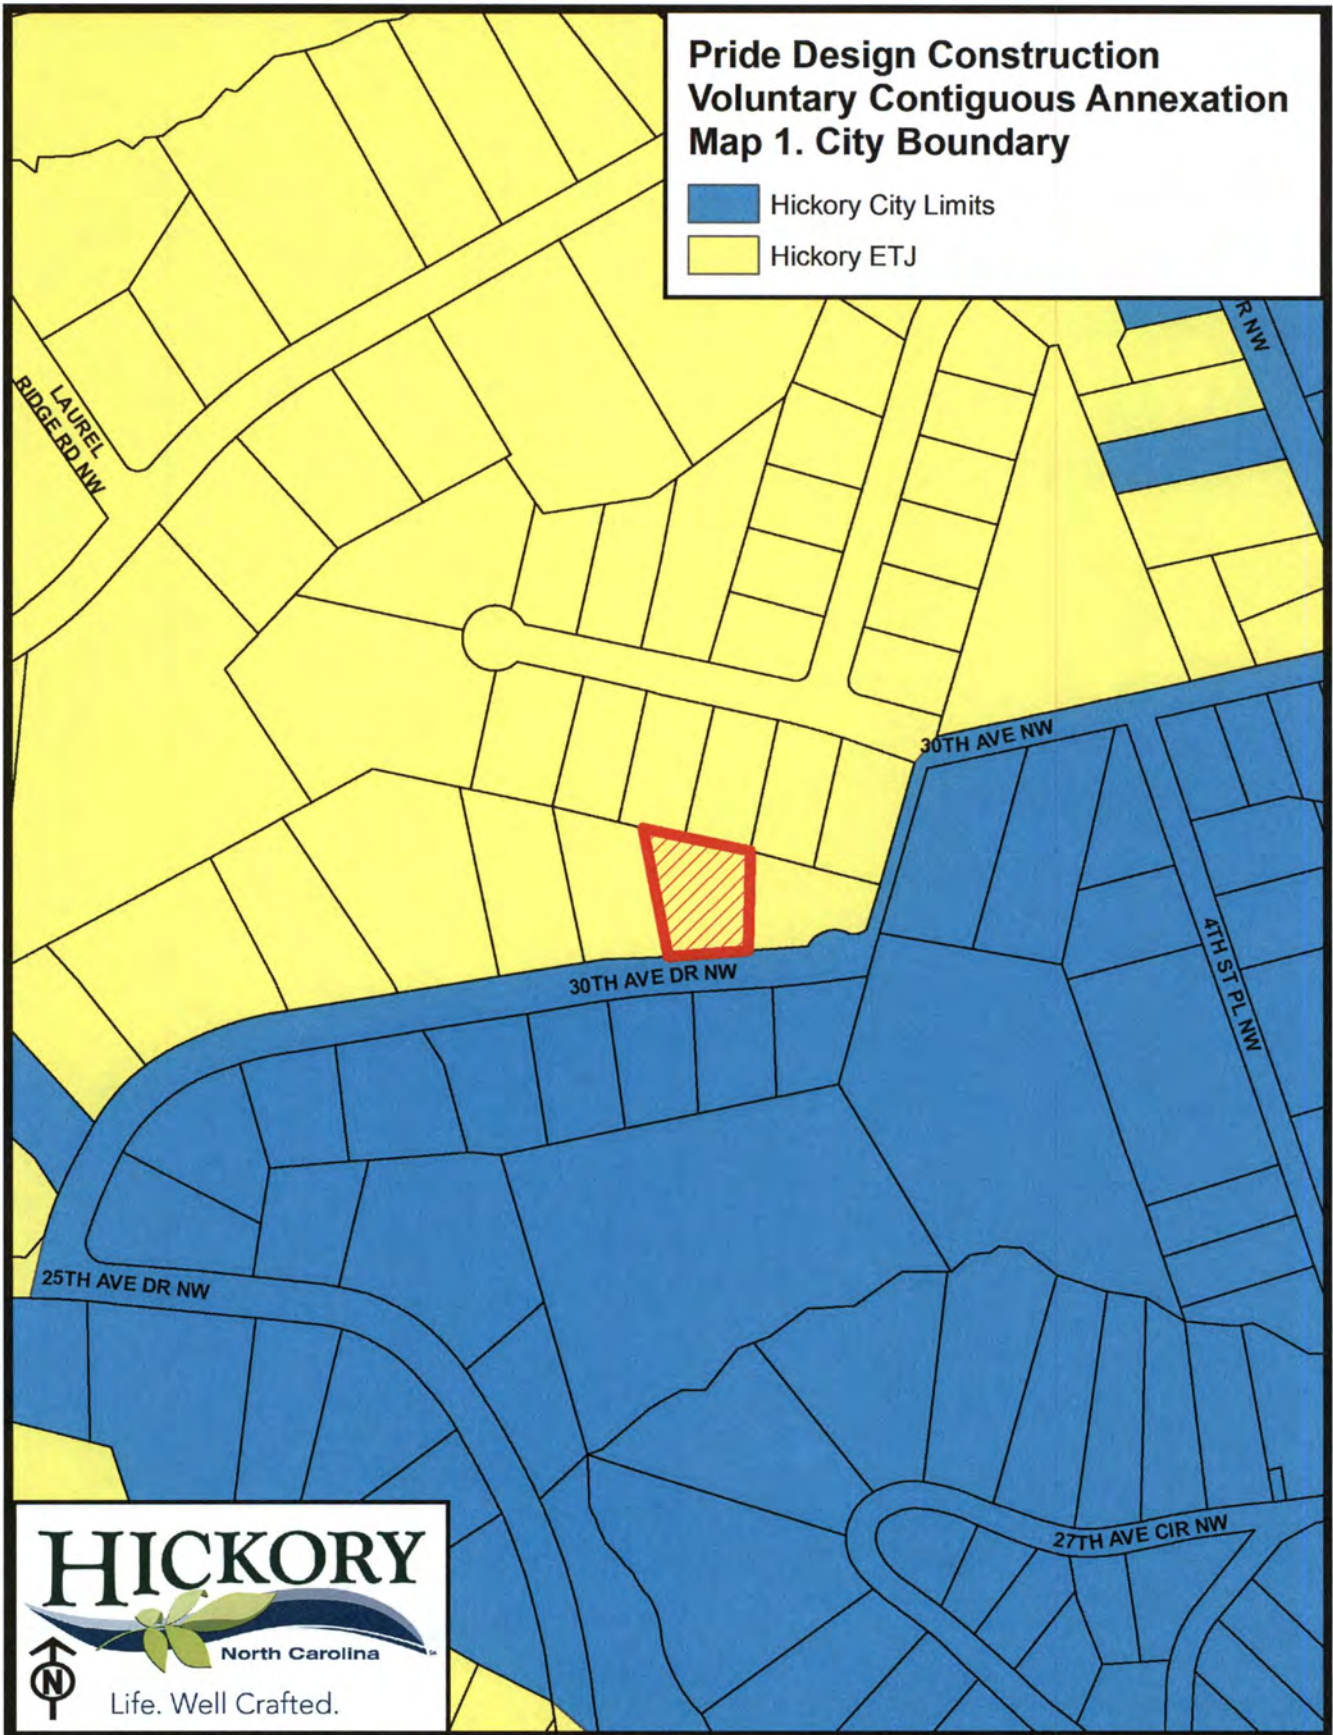 Pride Design Construction
Voluntary Contiguous Annexation
Map 1. City Boundary
Hickory City Limits
Hickory ETJ
R NW
LAUREL
RIDGE RD NW
30TH AVE NW
30TH AVE DR NW
4TH ST PL NW
25TH AVE DR NW
27TH AVE CIR NW
HICKORY
North Carolina
N
Life. Well Crafted.